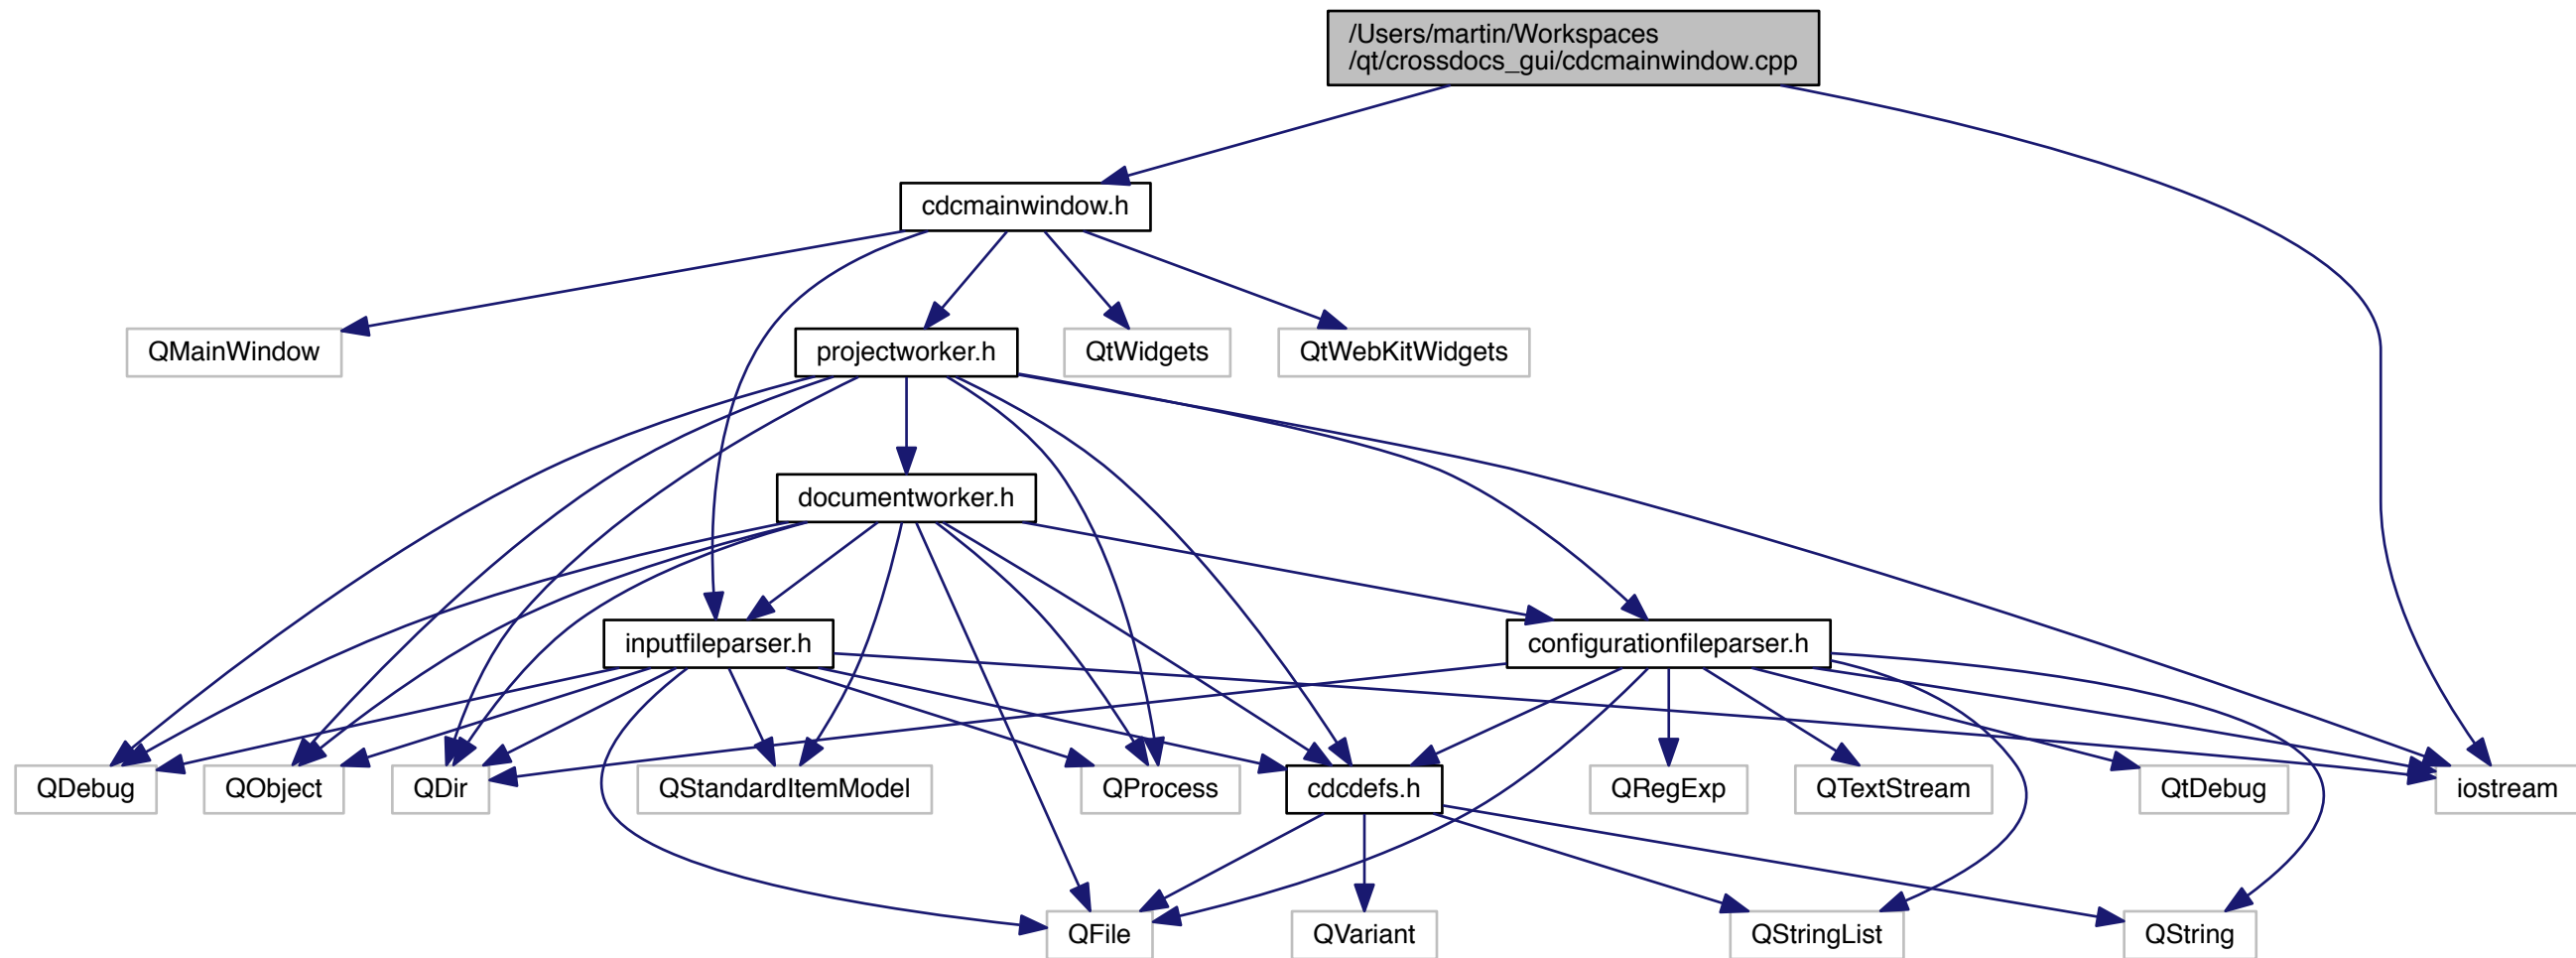 /Users/martin/Workspaces
/qt/crossdocs_gui/cdcmainwindow.cpp
cdcmainwindow.h
QMainWindow
projectworker.h
QtWidgets
QtWebKitWidgets
documentworker.h
inputfileparser.h
configurationfileparser.h
QDebug
QObject
QDir
QStandardItemModel
QProcess
cdcdefs.h
QRegExp
QTextStream
QtDebug
iostream
QFile
QVariant
QStringList
QString